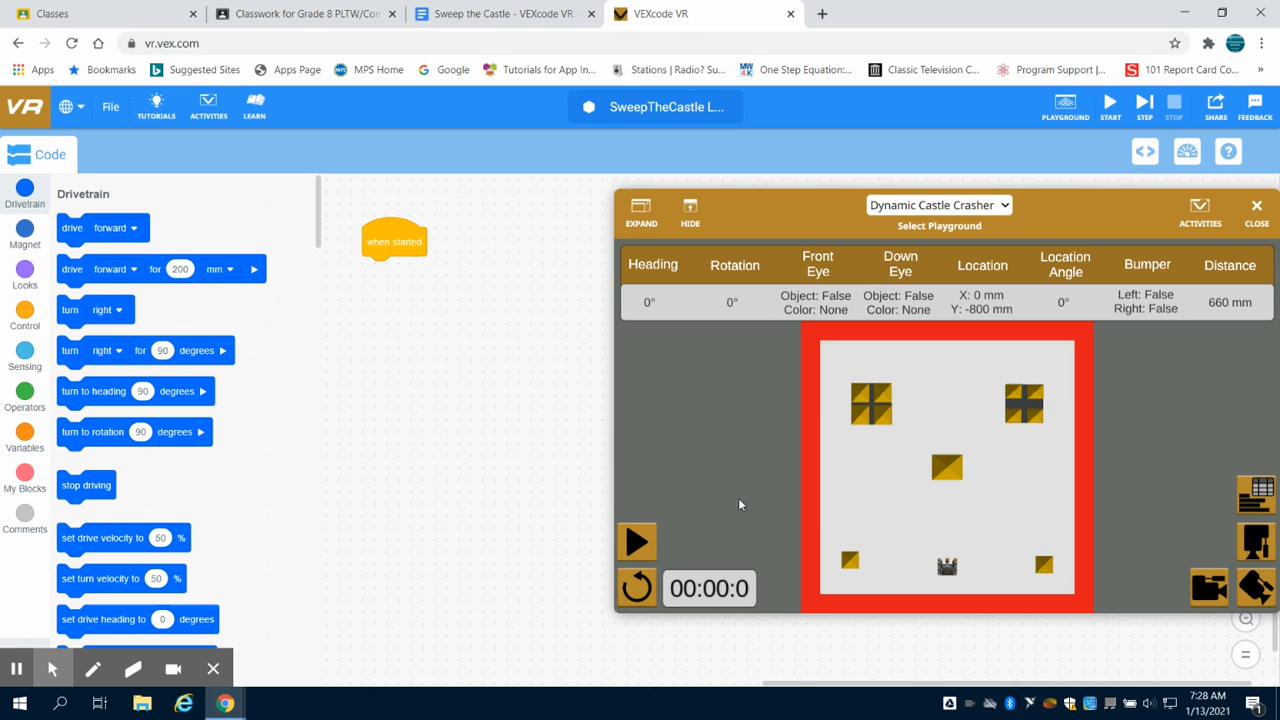 Classes
Classwork for Grade 8 PLTW/Con
Sweep the Castle - VEXcode VR
VEXcode VR
vr.vex.com
Apps
Bookmarks
Suggested Sites
Apps Page
MPS Home
Google
Tutorials for App In...
Stations | Radio? Su...
One Step Equation:...
Classic Television C...
Program Support |...
101 Report Card Co...
VR
File
TUTORIALS
ACTIVITIES
LEARN
SweepTheCastle L...
PLAYGROUND
START
STEP
STOP
SHARE
FEEDBACK
Code
Drivetrain
Magnet
Looks
Control
Sensing
Operators
Variables
My Blocks
Comments
Drivetrain
drive forward
drive forward for 200 mm
turn right
turn right for 90 degrees
turn to heading 90 degrees
turn to rotation 90 degrees
stop driving
set drive velocity to 50 %
set turn velocity to 50 %
set drive heading to 0 degrees
when started
EXPAND
HIDE
Dynamic Castle Crasher
Select Playground
ACTIVITIES
CLOSE
Heading Rotation Front Eye Down Eye Location Location Angle Bumper Distance
0° 0° Object: False Object: False X: 0 mm 0° Left: False 660 mm
Color: None Color: None Y: -800 mm Right: False
00:00:0
7:28 AM
1/13/2021